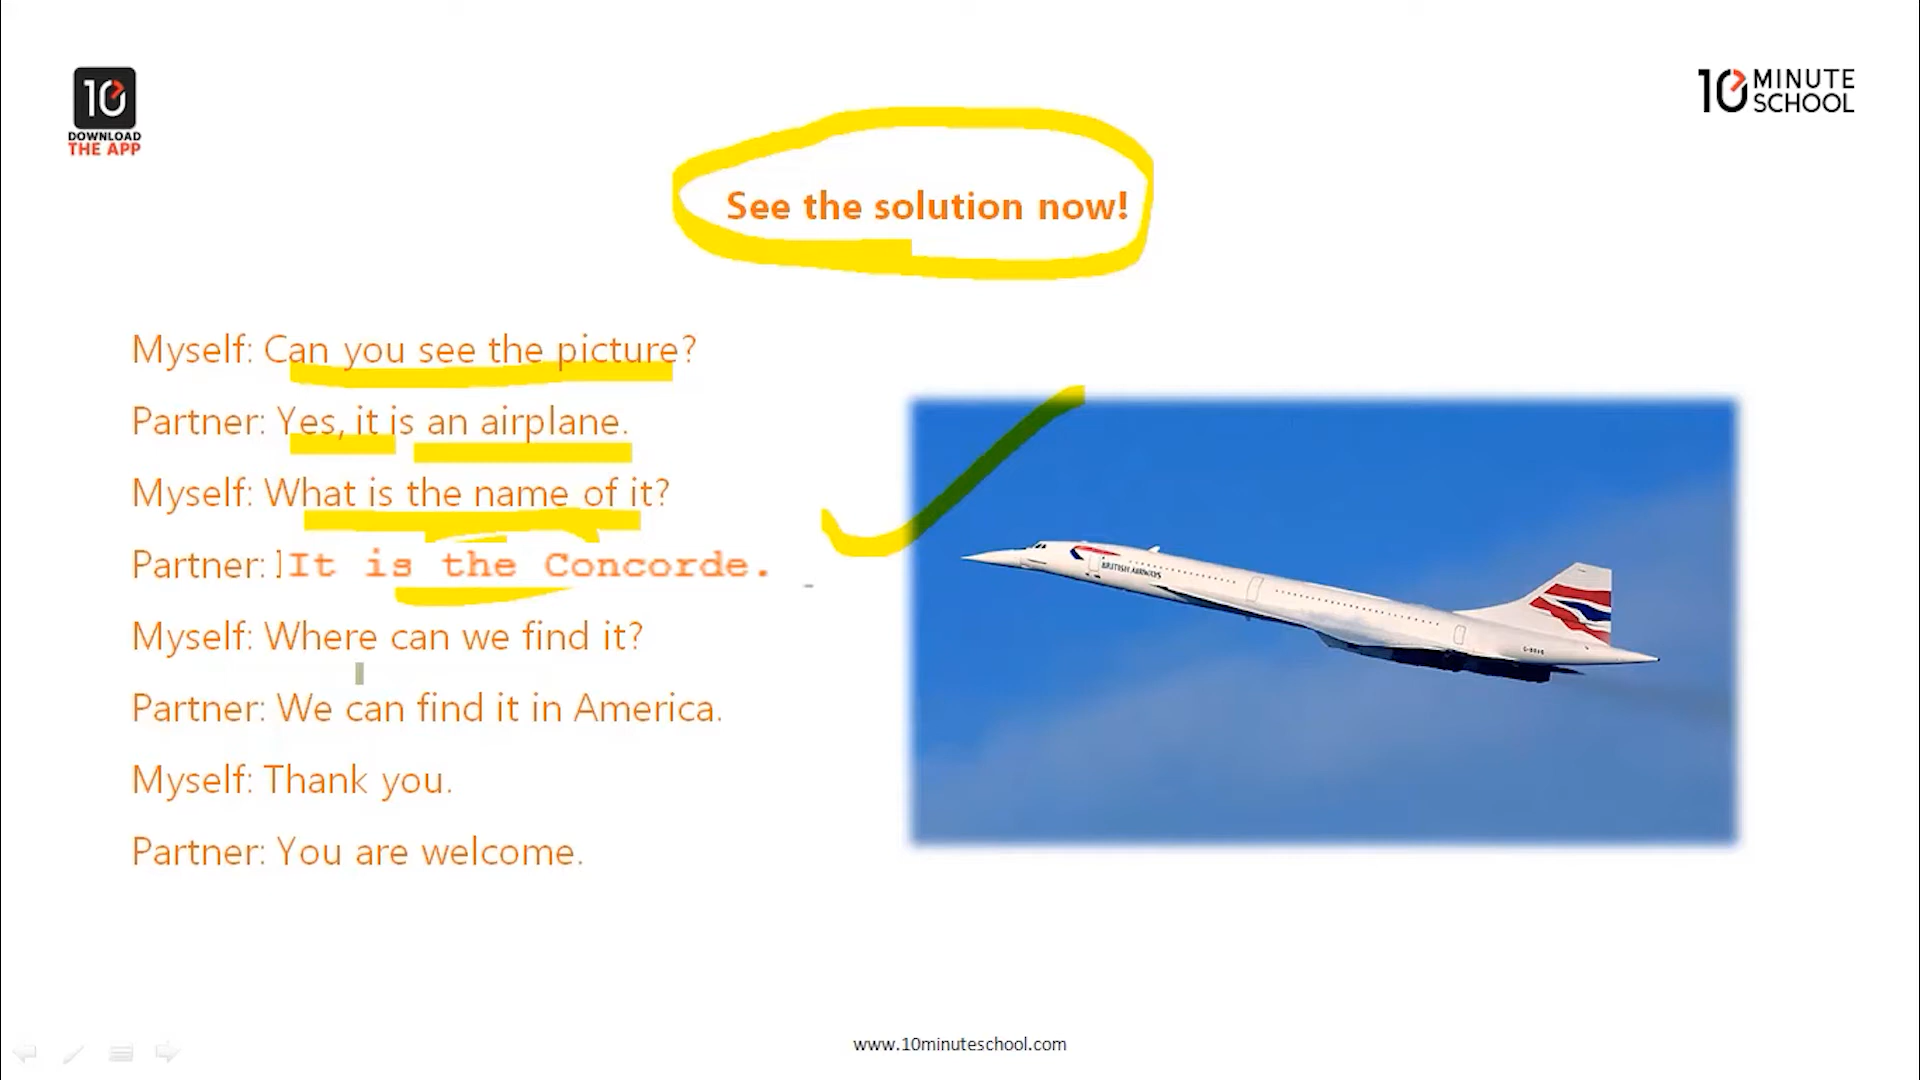 10
DOWNLOAD
THE APP
10 MINUTE
SCHOOL
See the solution now!
Myself: Can you see the picture?
Partner: Yes, it is an airplane.
Myself: What is the name of it?
Partner: It is the Concorde.
Myself: Where can we find it?
Partner: We can find it in America.
Myself: Thank you.
Partner: You are welcome.
BRITISH AIRWAYS
www.10minuteschool.com